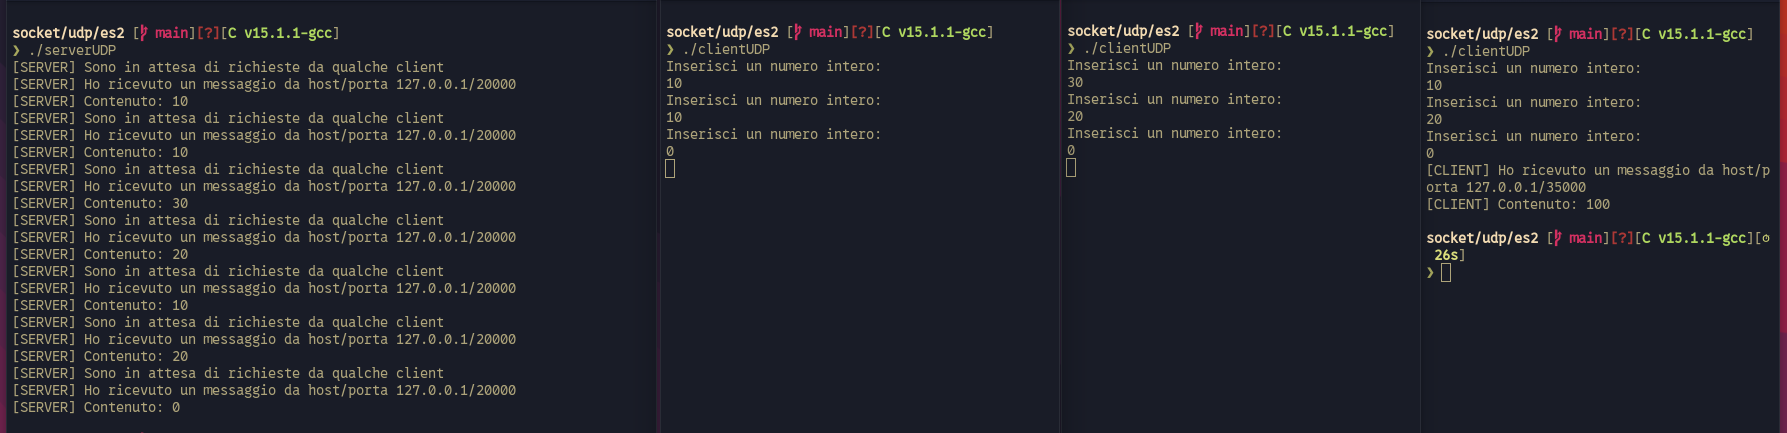 socket/udp/es2 [ main][?][C v15.1.1-gcc]
❯ ./serverUDP
[SERVER] Sono in attesa di richieste da qualche client
[SERVER] Ho ricevuto un messaggio da host/porta 127.0.0.1/20000
[SERVER] Contenuto: 10
[SERVER] Sono in attesa di richieste da qualche client
[SERVER] Ho ricevuto un messaggio da host/porta 127.0.0.1/20000
[SERVER] Contenuto: 10
[SERVER] Sono in attesa di richieste da qualche client
[SERVER] Ho ricevuto un messaggio da host/porta 127.0.0.1/20000
[SERVER] Contenuto: 30
[SERVER] Sono in attesa di richieste da qualche client
[SERVER] Ho ricevuto un messaggio da host/porta 127.0.0.1/20000
[SERVER] Contenuto: 20
[SERVER] Sono in attesa di richieste da qualche client
[SERVER] Ho ricevuto un messaggio da host/porta 127.0.0.1/20000
[SERVER] Contenuto: 10
[SERVER] Sono in attesa di richieste da qualche client
[SERVER] Ho ricevuto un messaggio da host/porta 127.0.0.1/20000
[SERVER] Contenuto: 20
[SERVER] Sono in attesa di richieste da qualche client
[SERVER] Ho ricevuto un messaggio da host/porta 127.0.0.1/20000
[SERVER] Contenuto: 0
socket/udp/es2 [ main][?][C v15.1.1-gcc]
❯ ./clientUDP
Inserisci un numero intero:
10
Inserisci un numero intero:
10
Inserisci un numero intero:
0
socket/udp/es2 [ main][?][C v15.1.1-gcc]
❯ ./clientUDP
Inserisci un numero intero:
30
Inserisci un numero intero:
20
Inserisci un numero intero:
0
socket/udp/es2 [ main][?][C v15.1.1-gcc]
❯ ./clientUDP
Inserisci un numero intero:
10
Inserisci un numero intero:
20
Inserisci un numero intero:
0
[CLIENT] Ho ricevuto un messaggio da host/p
orta 127.0.0.1/35000
[CLIENT] Contenuto: 100
socket/udp/es2 [ main][?][C v15.1.1-gcc][
26s]
❯